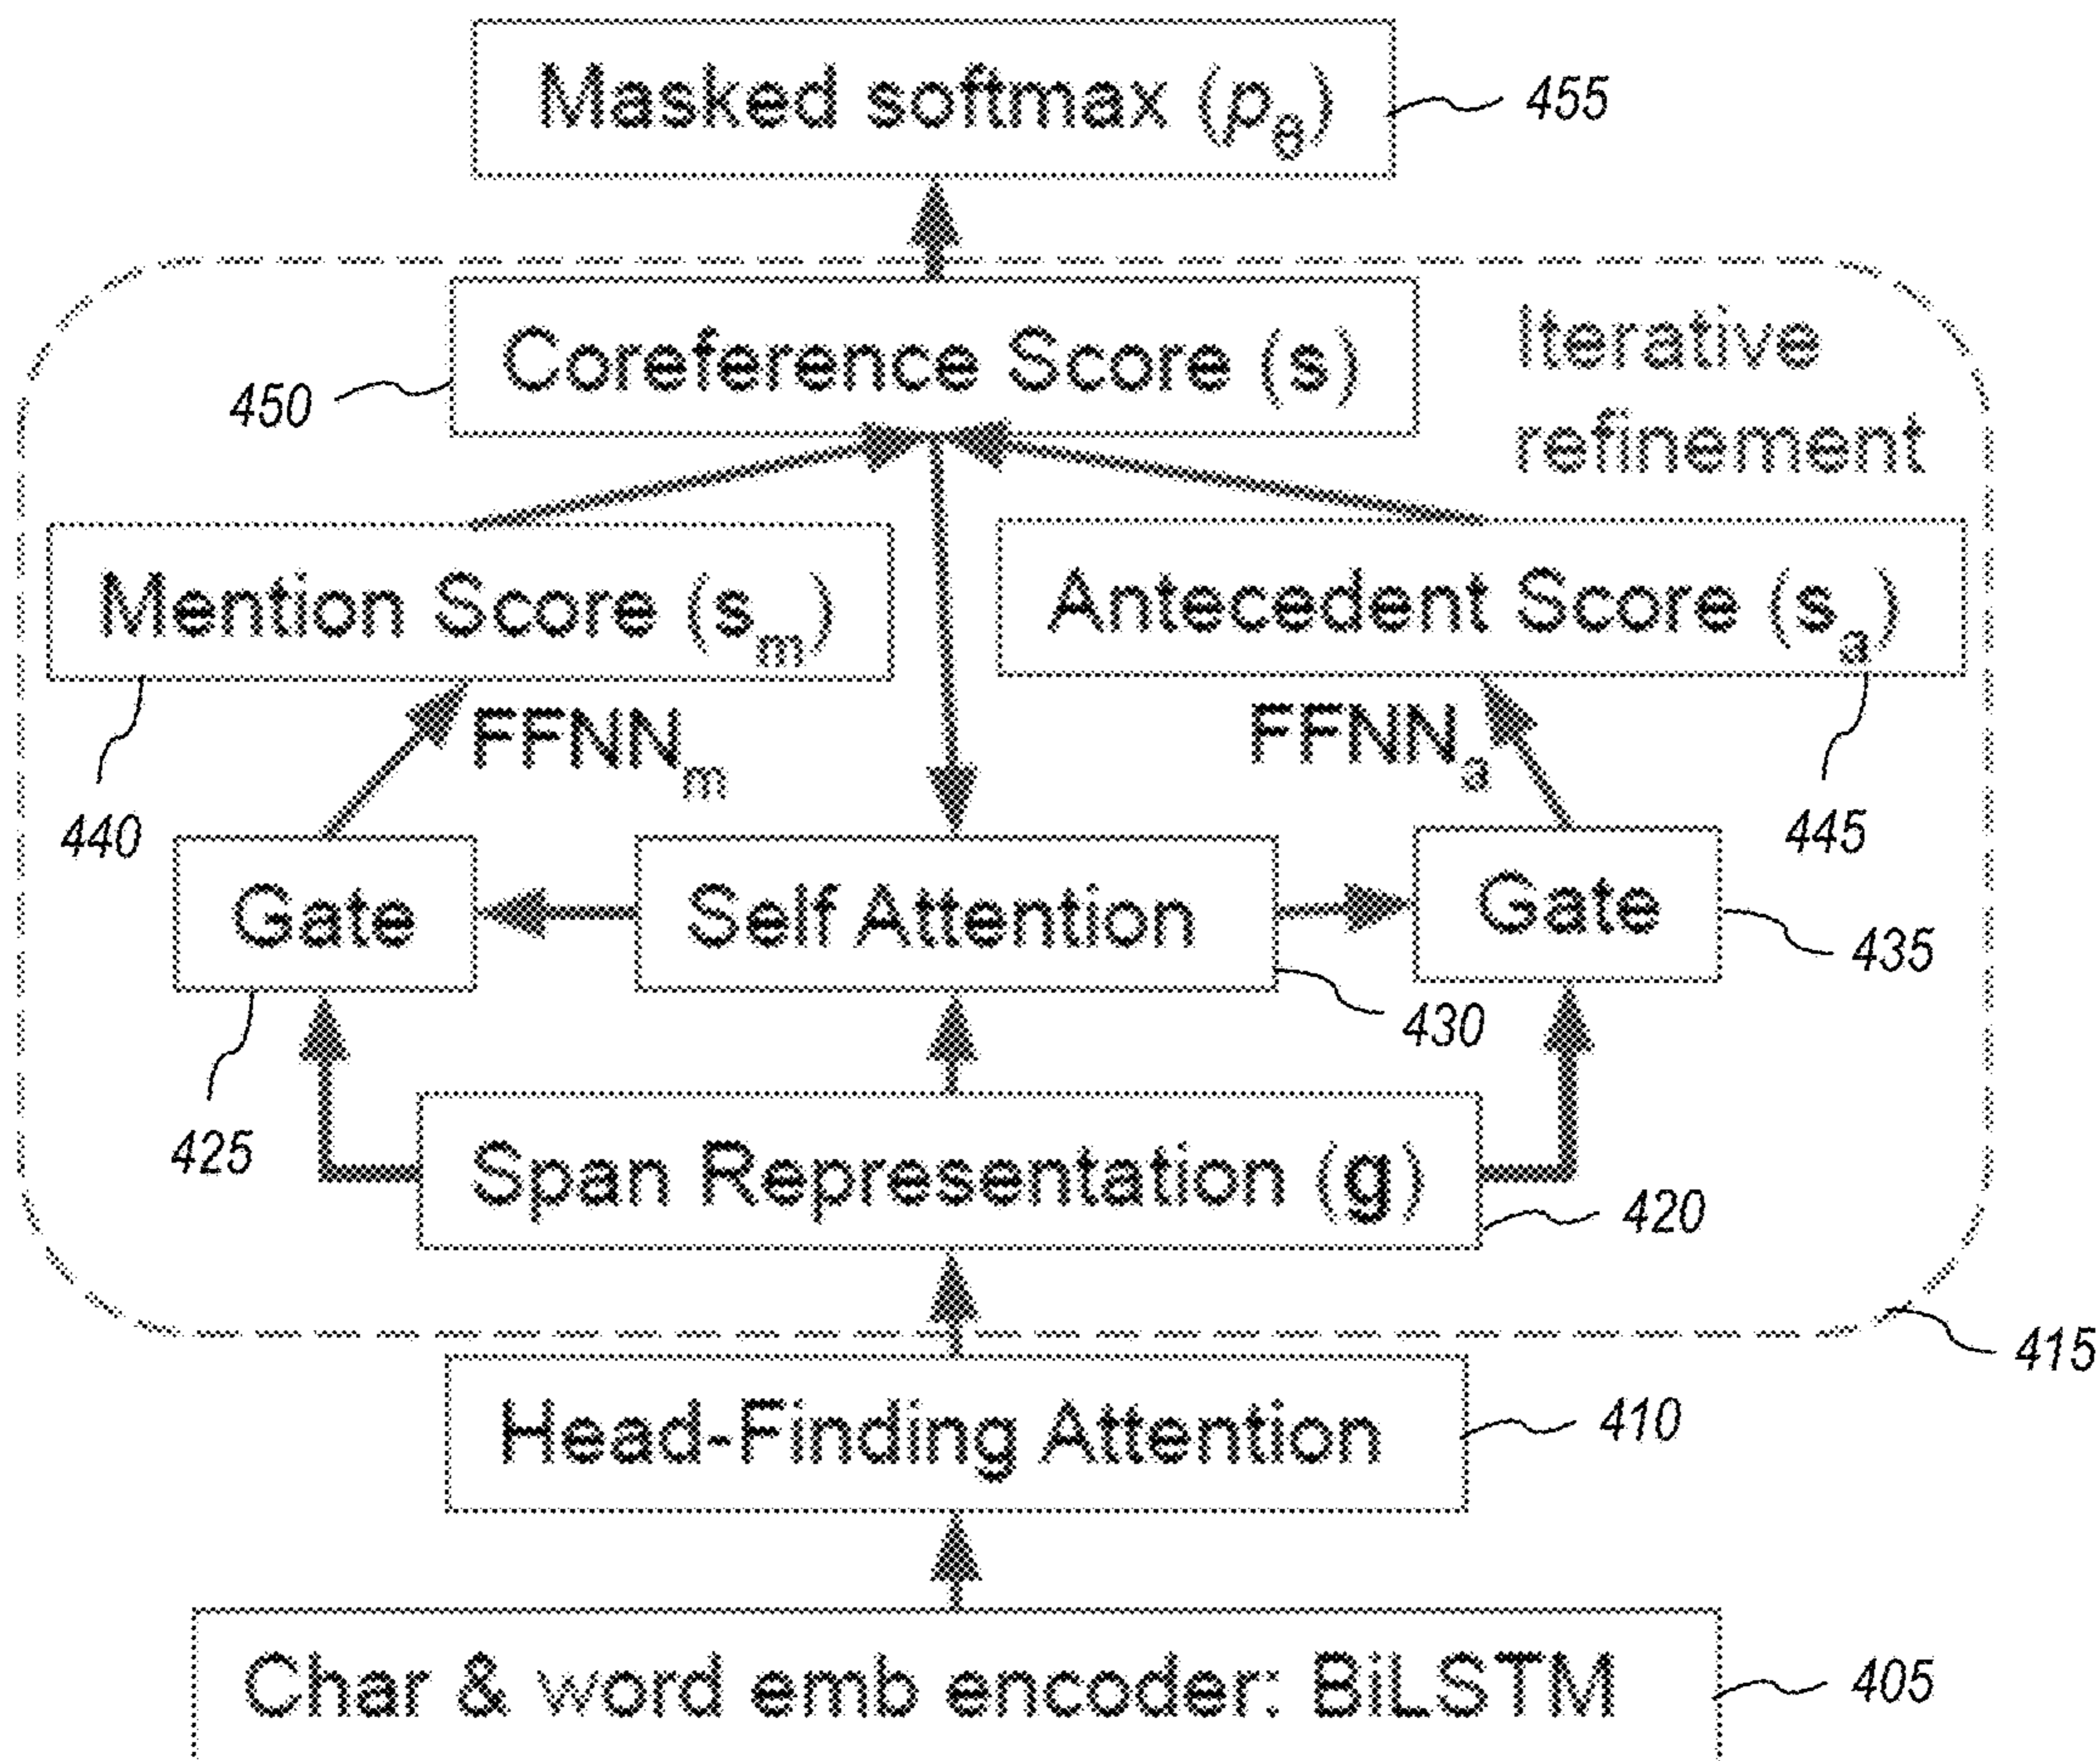 Masked softmax (pθ)
455
Coreference Score (s)
Iterative
refinement
450
Mention Score (sm)
Antecedent Score (sa)
FFNNm
FFNNa
440
445
Gate
Self Attention
Gate
435
430
425
Span Representation (g)
420
415
Head-Finding Attention
410
Char & word emb encoder: BiLSTM
405